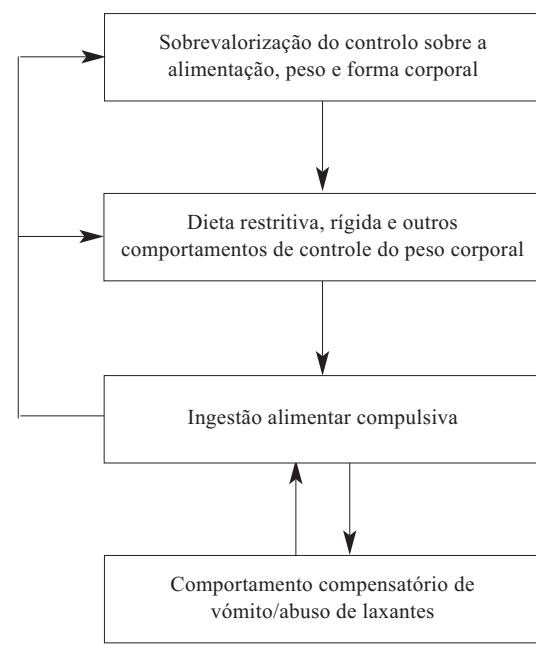 Sobrevalorização do controlo sobre a
alimentação, peso e forma corporal
Dieta restritiva, rígida e outros
comportamentos de controle do peso corporal
Ingestão alimentar compulsiva
Comportamento compensatório de
vómito/abuso de laxantes